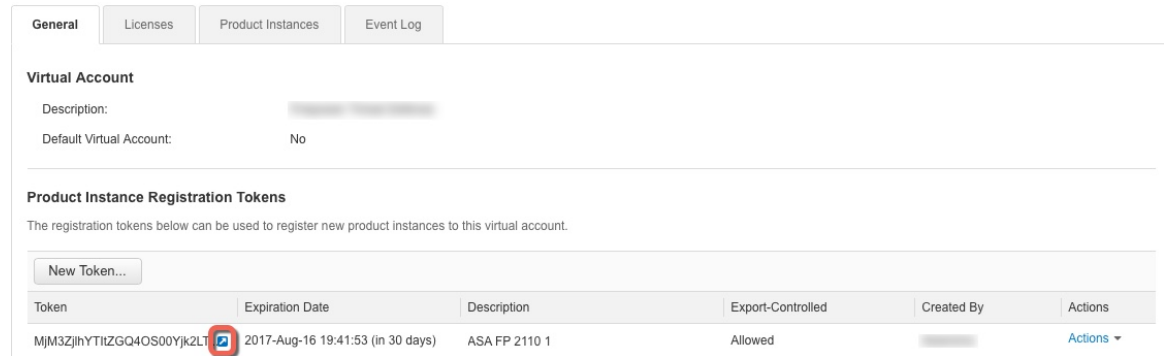 General Licenses Product Instances Event Log
Virtual Account
Description:
Default Virtual Account: No
Product Instance Registration Tokens
The registration tokens below can be used to register new product instances to this virtual account.
New Token...
Token Expiration Date Description Export-Controlled Created By Actions
MjM3ZjlhYTItZGQ4OS00Yjk2LT 2017-Aug-16 19:41:53 (in 30 days) ASA FP 2110 1 Allowed Actions